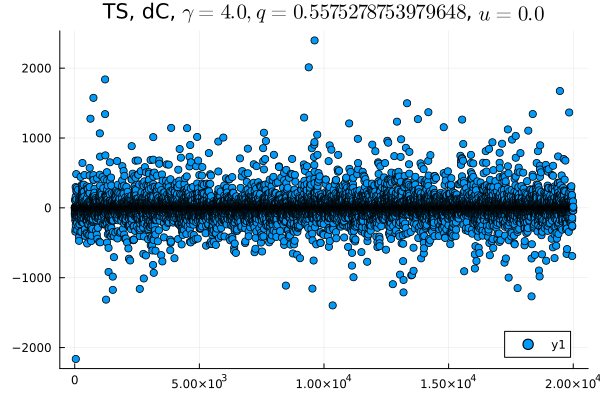 TS, dC, γ = 4.0, q = 0.5575278753979648, u = 0.0
2000
1000
0
−1000
−2000
0 5.00×10³ 1.00×10⁴ 1.50×10⁴ 2.00×10⁴
y1